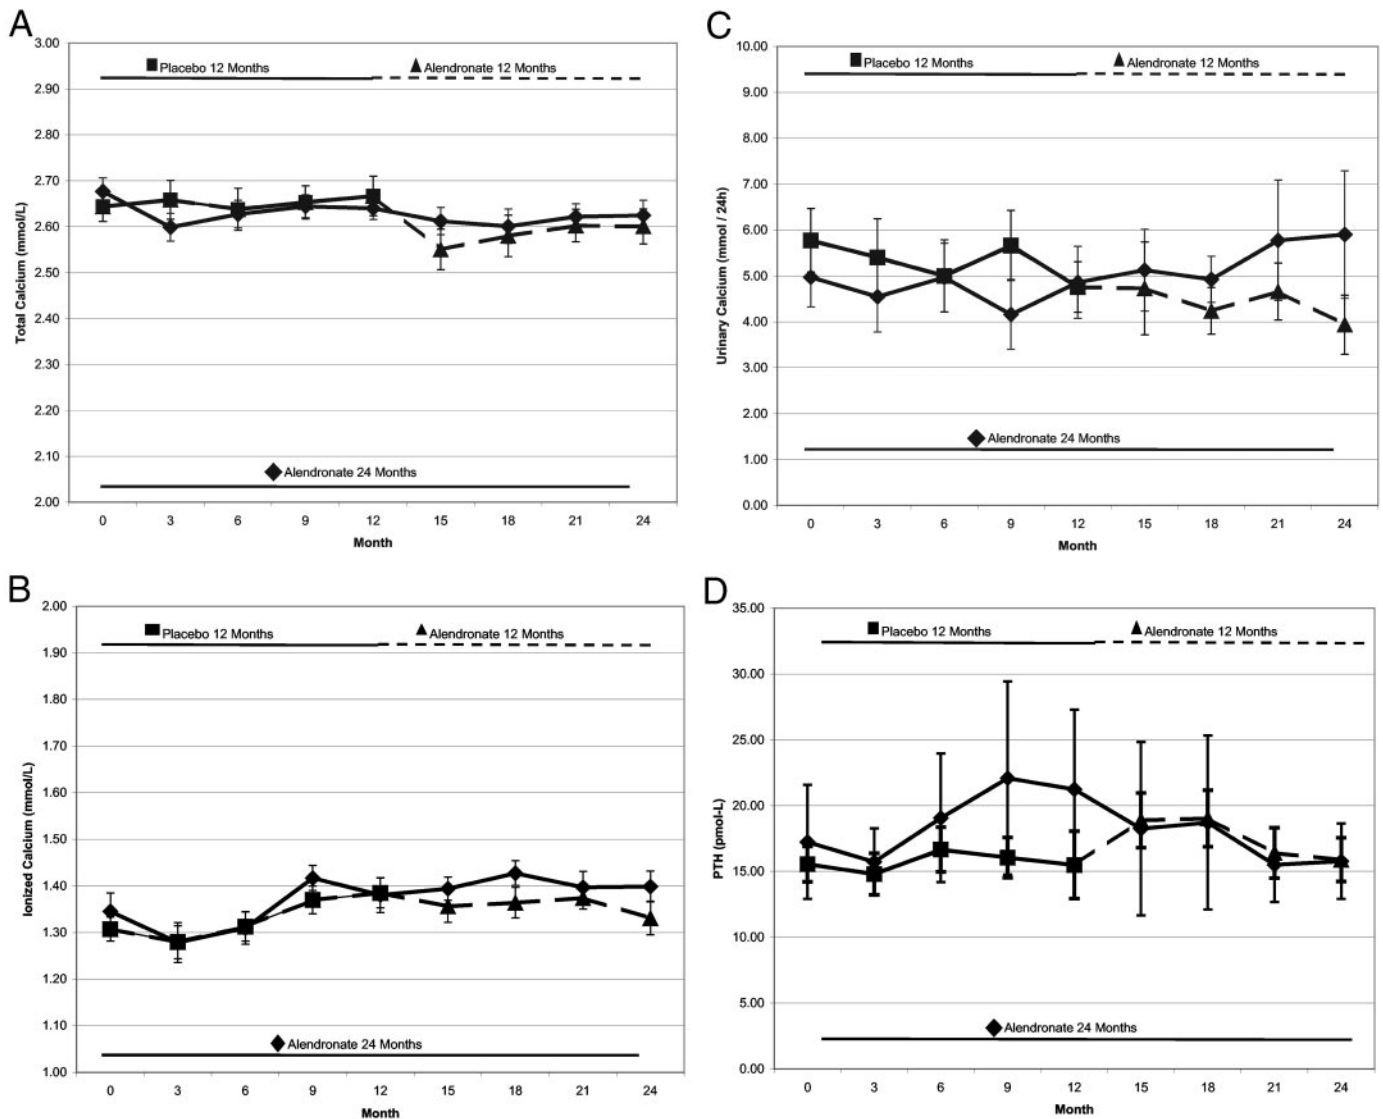 A
3.00
Placebo 12 Months
Alendronate 12 Months
2.90
2.80
2.70
2.60
2.50
2.40
2.30
2.20
2.10
2.00
Total Calcium (mmol/L)
Alendronate 24 Months
0 3 6 9 12 15 18 21 24
Month
B
2.00
Placebo 12 Months
Alendronate 12 Months
1.90
1.80
1.70
1.60
1.50
1.40
1.30
1.20
1.10
1.00
Ionized Calcium (mmol/L)
Alendronate 24 Months
0 3 6 9 12 15 18 21 24
Month
C
10.00
Placebo 12 Months
Alendronate 12 Months
9.00
8.00
7.00
6.00
5.00
4.00
3.00
2.00
1.00
0.00
Urinary Calcium (mmol / 24h)
Alendronate 24 Months
0 3 6 9 12 15 18 21 24
Month
D
35.00
Placebo 12 Months
Alendronate 12 Months
30.00
25.00
20.00
15.00
10.00
5.00
0.00
PTH (pmol-L)
Alendronate 24 Months
0 3 6 9 12 15 18 21 24
Month